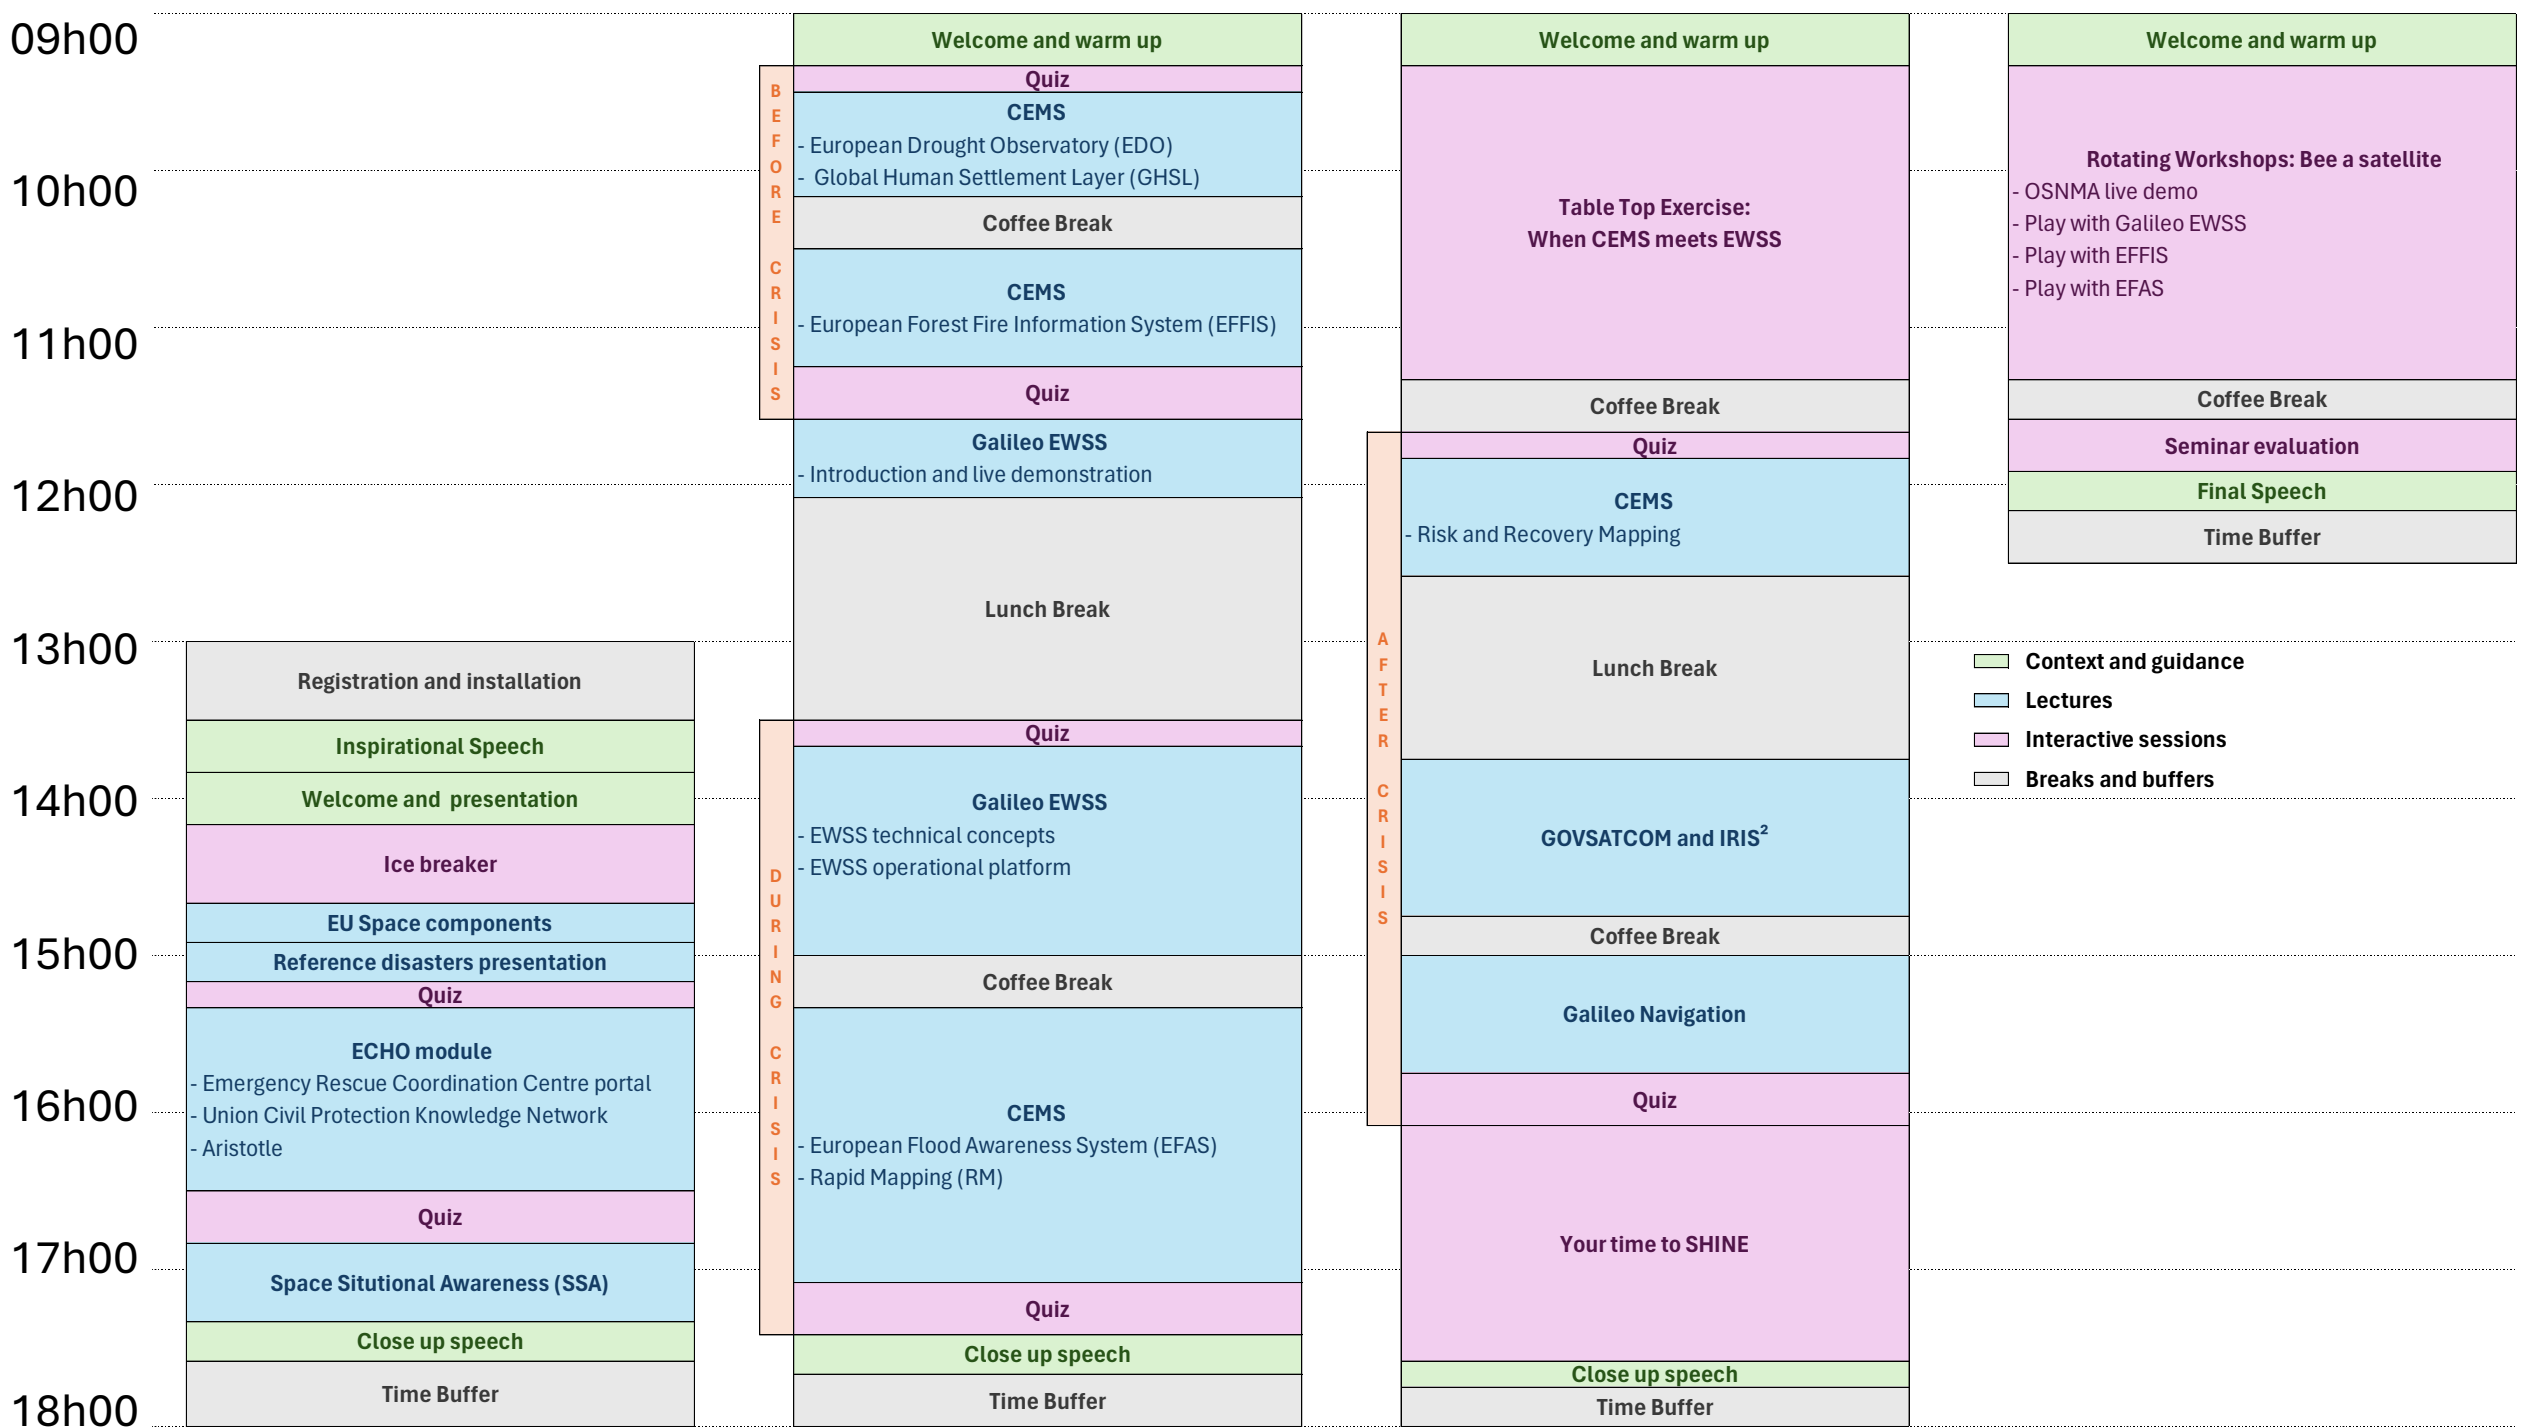 09h00
10h00
11h00
12h00
13h00
14h00
15h00
16h00
17h00
18h00
Registration and installation
Inspirational Speech
Welcome and  presentation
Ice breaker
EU Space components
Reference disasters presentation
Quiz
ECHO module
- Emergency Rescue Coordination Centre portal
- Union Civil Protection Knowledge Network
- Aristotle
Quiz
Space Situtional Awareness (SSA)
Close up speech
Time Buffer
BEFORE CRISIS
DURING CRISIS
Welcome and warm up
Quiz
CEMS
- European Drought Observatory (EDO)
-  Global Human Settlement Layer (GHSL)
Coffee Break
CEMS
- European Forest Fire Information System (EFFIS)
Quiz
Galileo EWSS
- Introduction and live demonstration
Lunch Break
Quiz
Galileo EWSS
- EWSS technical concepts
- EWSS operational platform
Coffee Break
CEMS
- European Flood Awareness System (EFAS)
- Rapid Mapping (RM)
Quiz
Close up speech
Time Buffer
AFTER CRISIS
Welcome and warm up
Table Top Exercise:
When CEMS meets EWSS
Coffee Break
Quiz
CEMS
- Risk and Recovery Mapping
Lunch Break
GOVSATCOM and IRIS²
Coffee Break
Galileo Navigation
Quiz
Your time to SHINE
Close up speech
Time Buffer
Welcome and warm up
Rotating Workshops: Bee a satellite
- OSNMA live demo
- Play with Galileo EWSS
- Play with EFFIS
- Play with EFAS
Coffee Break
Seminar evaluation
Final Speech
Time Buffer
Context and guidance
Lectures
Interactive sessions
Breaks and buffers